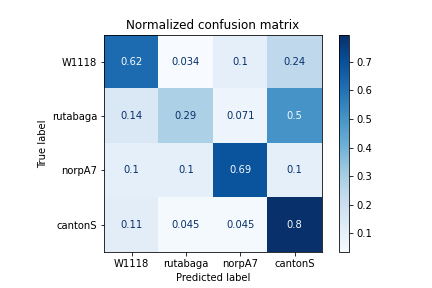 Normalized confusion matrix
W1118 0.62 0.034 0.1 0.24
rutabaga 0.14 0.29 0.071 0.5
norpA7 0.1 0.1 0.69 0.1
cantonS 0.11 0.045 0.045 0.8
W1118 rutabaga norpA7 cantonS
Predicted label
True label
0.7
0.6
0.5
0.4
0.3
0.2
0.1